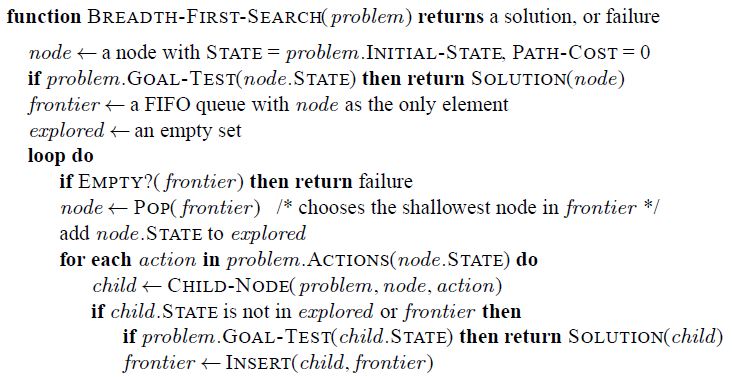 function BREADTH-FIRST-SEARCH(problem) returns a solution, or failure
node ← a node with STATE = problem.INITIAL-STATE, PATH-COST = 0
if problem.GOAL-TEST(node.STATE) then return SOLUTION(node)
frontier ← a FIFO queue with node as the only element
explored ← an empty set
loop do
if EMPTY?(frontier) then return failure
node ← POP(frontier) /* chooses the shallowest node in frontier */
add node.STATE to explored
for each action in problem.ACTIONS(node.STATE) do
child ← CHILD-NODE(problem, node, action)
if child.STATE is not in explored or frontier then
if problem.GOAL-TEST(child.STATE) then return SOLUTION(child)
frontier ← INSERT(child, frontier)